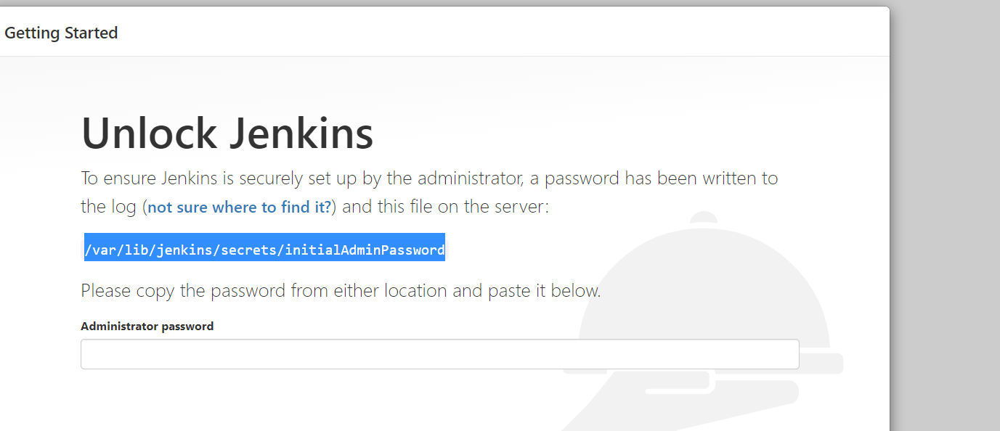 Getting Started
Unlock Jenkins
To ensure Jenkins is securely set up by the administrator, a password has been written to
the log (not sure where to find it?) and this file on the server:
/var/lib/jenkins/secrets/initialAdminPassword
Please copy the password from either location and paste it below.
Administrator password